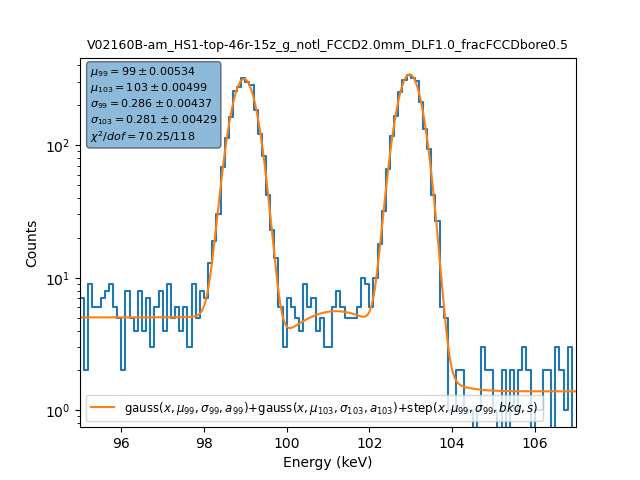 V02160B-am_HS1-top-46r-15z_g_notl_FCCD2.0mm_DLF1.0_fracFCCDbore0.5
μ₉₉ = 99 ± 0.00534
μ₁₀₃ = 103 ± 0.00499
σ₉₉ = 0.286 ± 0.00437
σ₁₀₃ = 0.281 ± 0.00429
χ²/dof = 70.25/118
10²
10¹
10⁰
Counts
gauss(x, μ₉₉, σ₉₉, a₉₉)+gauss(x, μ₁₀₃, σ₁₀₃, a₁₀₃)+step(x, μ₉₉, σ₉₉, bkg, s)
96 98 100 102 104 106
Energy (keV)